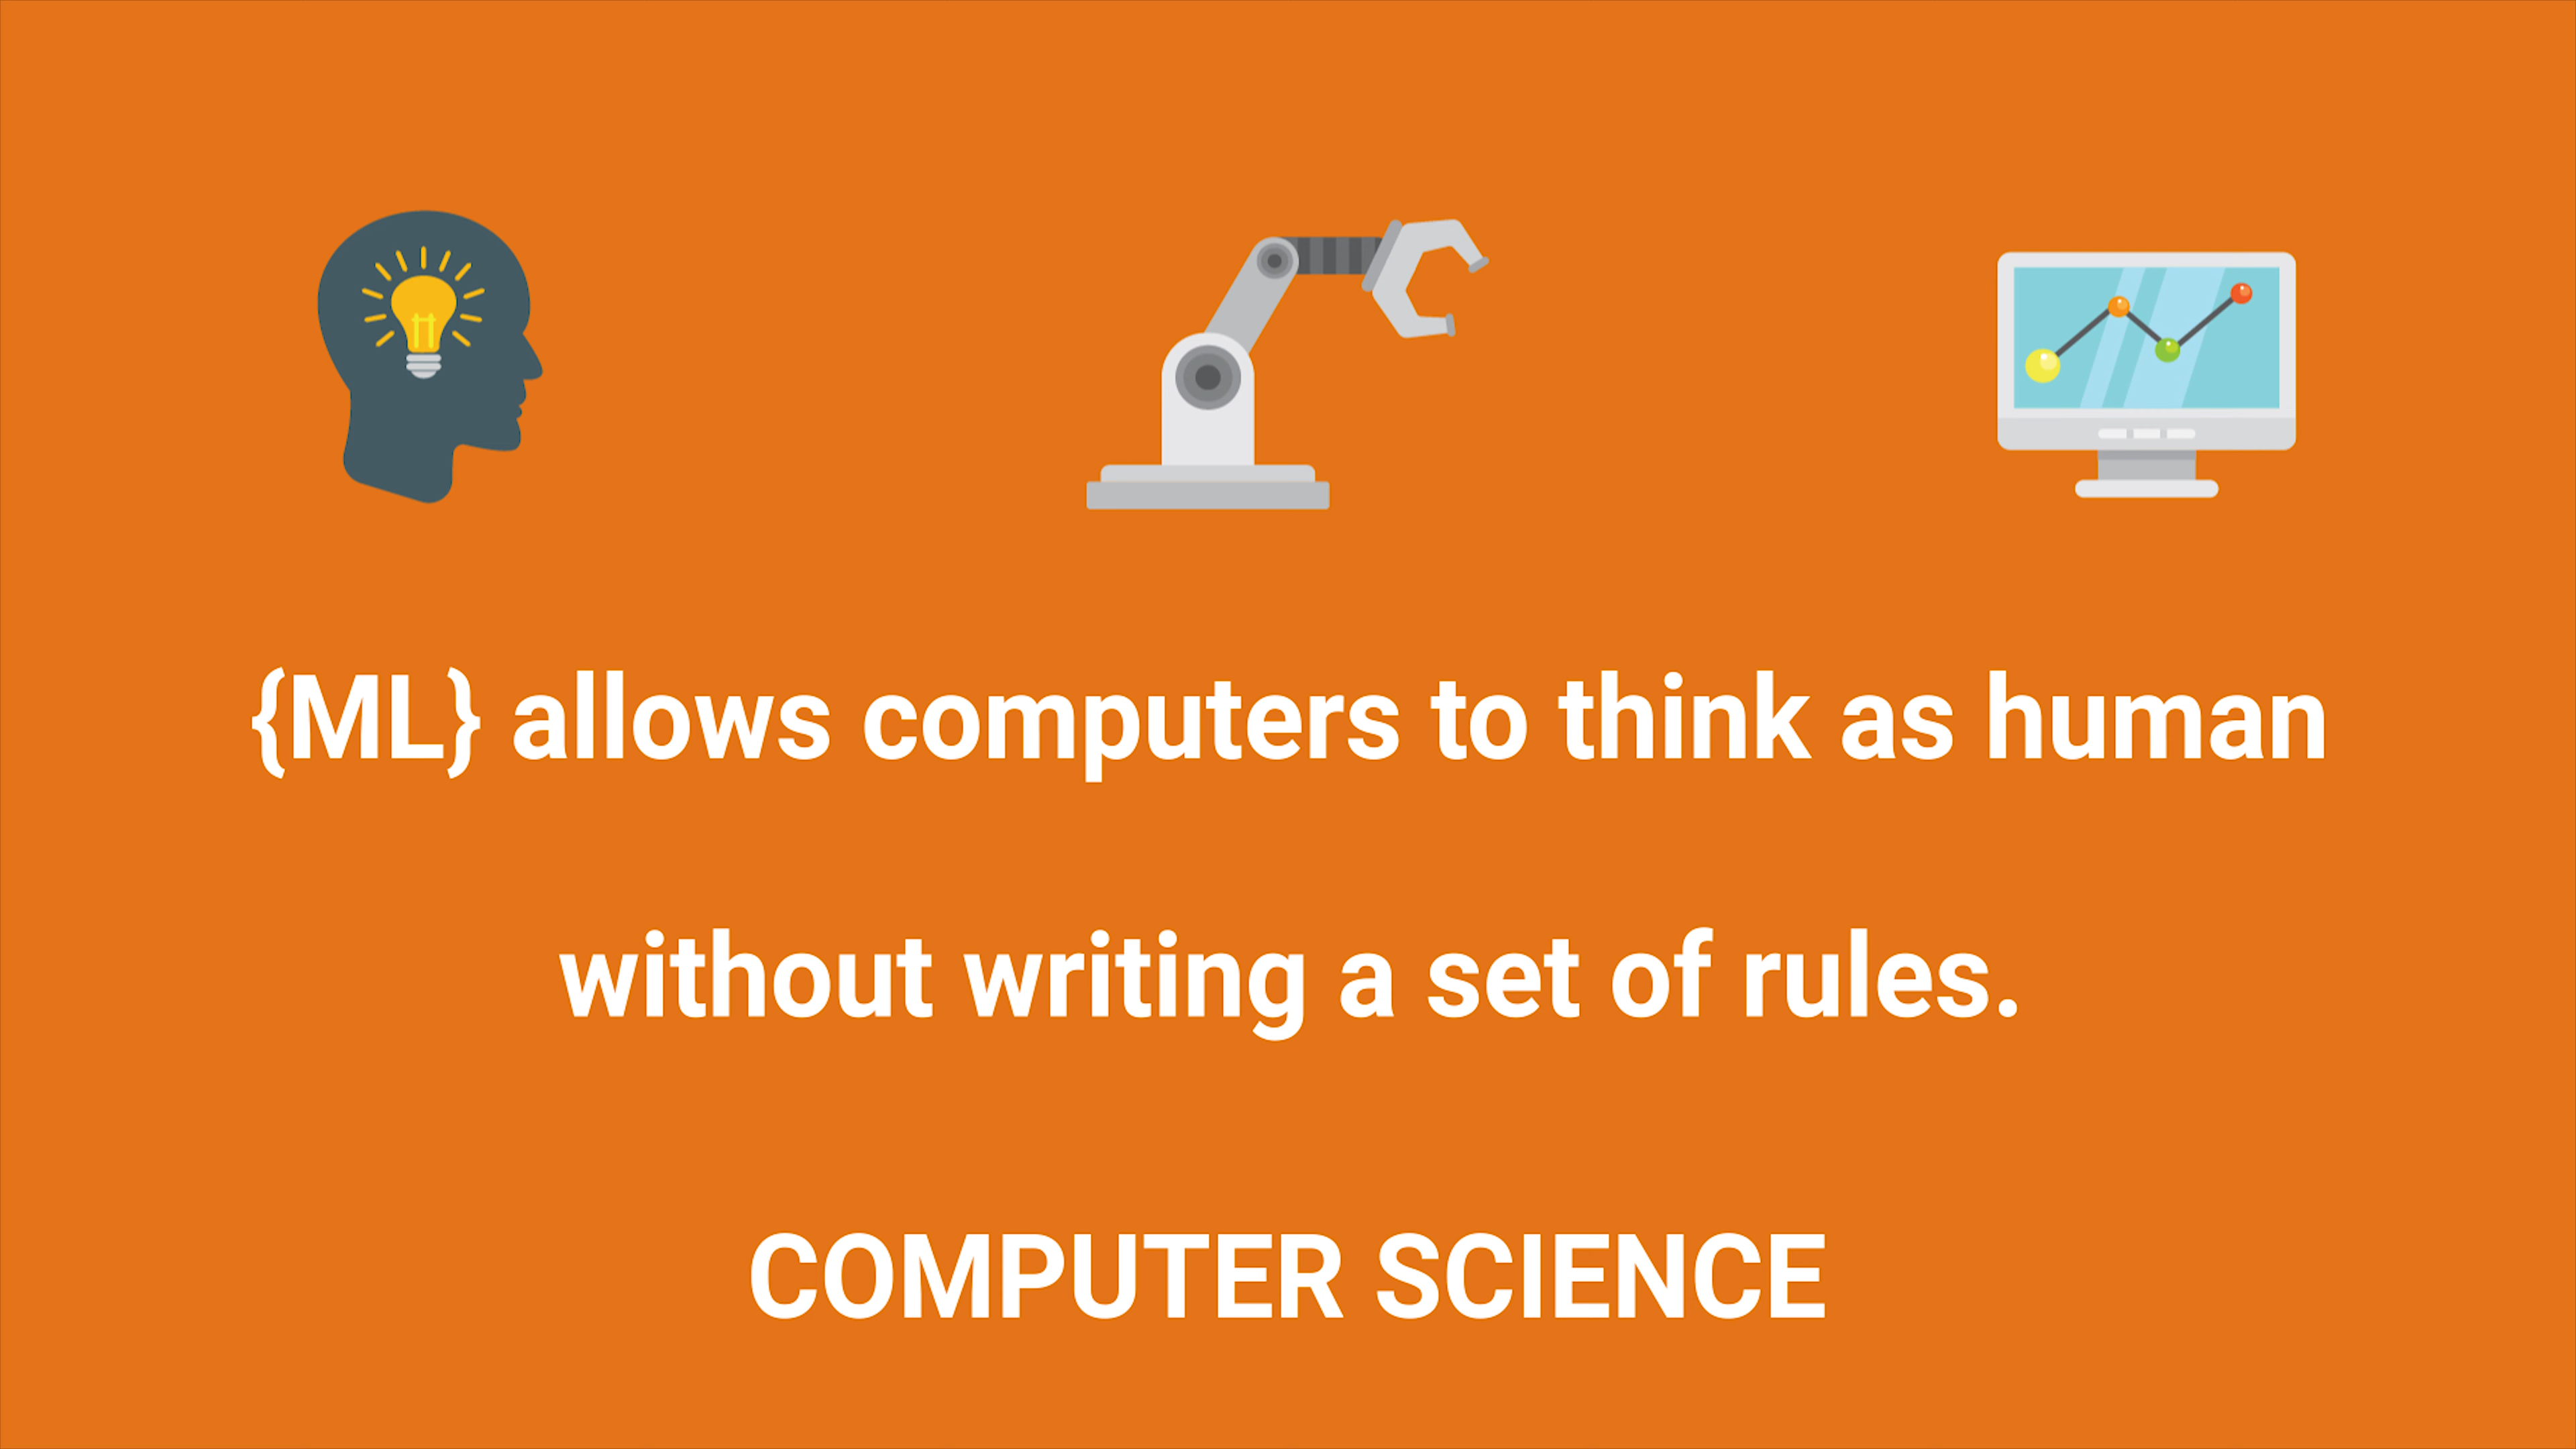 {ML} allows computers to think as human
without writing a set of rules.
COMPUTER SCIENCE